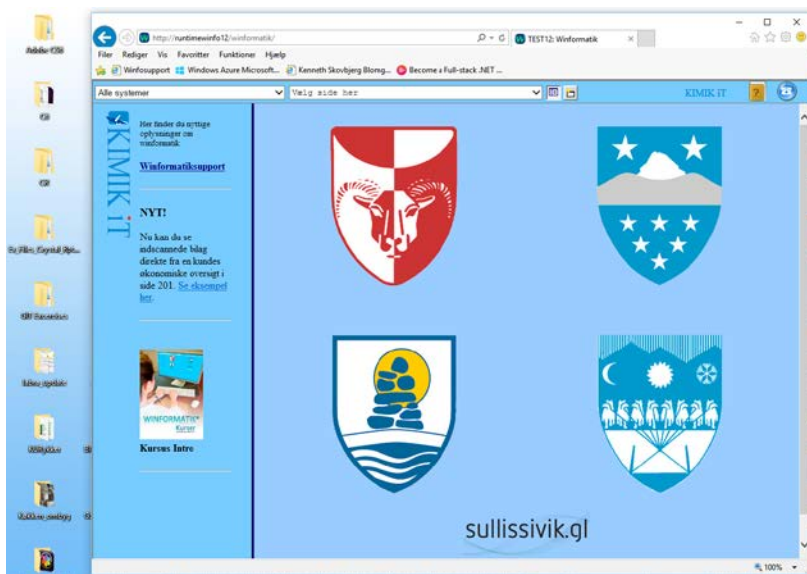 Adobe CS6
http://runtimewinfo12/winformatik/
TEST12: Winformatik
Filer Rediger Vis Favoritter Funktioner Hjælp
Winfosupport
Windows Azure Microsoft...
Kenneth Skovbjerg Blomg...
Become a Full-stack .NET ...
Alle systemer
Vælg side her
KIMIK iT
?
KIMIK iT
Her finder du nyttige
oplysninger om
winformatik
Winformatiksupport
NYT!
Nu kan du se
indscannede bilag
direkte fra en kundes
økonomiske oversigt i
side 201. Se eksempel
her.
WINFORMATIK
Kurser
Kursus Intro
sullissivik.gl
100%